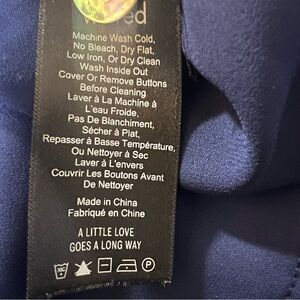 Machine Wash Cold,
No Bleach, Dry Flat,
Low Iron, Or Dry Clean
Wash Inside Out
Cover Or Remove Buttons
Before Cleaning
Laver à La Machine à
L'eau Froide,
Pas De Blanchiment,
Sécher à Plat,
Repasser à Basse Température,
Ou Nettoyer à Sec
Laver à L'envers
Couvrir Les Boutons Avant
De Nettoyer
Made in China
Fabriqué en Chine
A LITTLE LOVE
GOES A LONG WAY
P